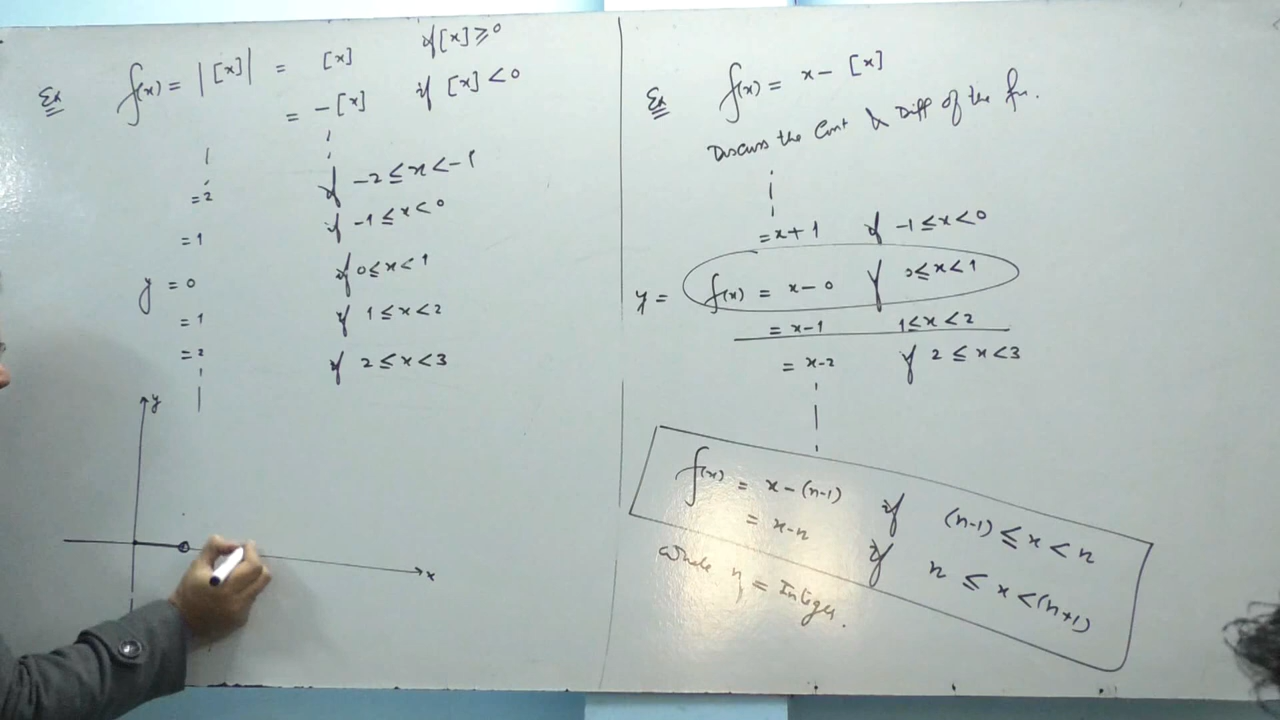 Ex f(x) = |[x]| = [x] if [x] ≥ 0
= -[x] if [x] < 0
= 2 if -2 ≤ x < -1
= 1 if -1 ≤ x < 0
y = 0 if 0 ≤ x < 1
= 1 if 1 ≤ x < 2
= 2 if 2 ≤ x < 3
y
x
Ex f(x) = x - [x]
Discuss the Cont & Diff of the fn.
= x + 1 if -1 ≤ x < 0
y = f(x) = x - 0 if 0 ≤ x < 1
= x - 1 1 ≤ x < 2
= x - 2 if 2 ≤ x < 3
f(x) = x - (n-1) if (n-1) ≤ x < n
= x - n if n ≤ x < (n+1)
where n = Integer.